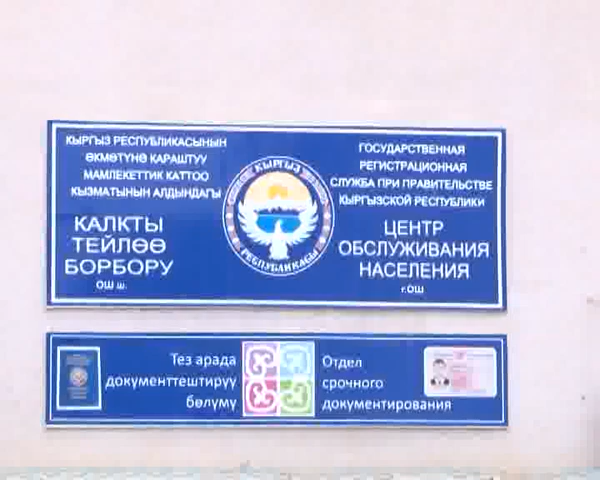 КЫРГЫЗ РЕСПУБЛИКАСЫНЫН
ӨКМӨТҮНӨ КАРАШТУУ
МАМЛЕКЕТТИК КАТТОО
КЫЗМАТЫНЫН АЛДЫНДАГЫ
КАЛКТЫ
ТЕЙЛӨӨ
БОРБОРУ
ОШ ш.
КЫРГЫЗ
РЕСПУБЛИКАСЫ
ГОСУДАРСТВЕННАЯ
РЕГИСТРАЦИОННАЯ
СЛУЖБА ПРИ ПРАВИТЕЛЬСТВЕ
КЫРГЫЗСКОЙ РЕСПУБЛИКИ
ЦЕНТР
ОБСЛУЖИВАНИЯ
НАСЕЛЕНИЯ
г.ОШ
Тез арада
документтештирүү
бөлүмү
Отдел
срочного
документирования